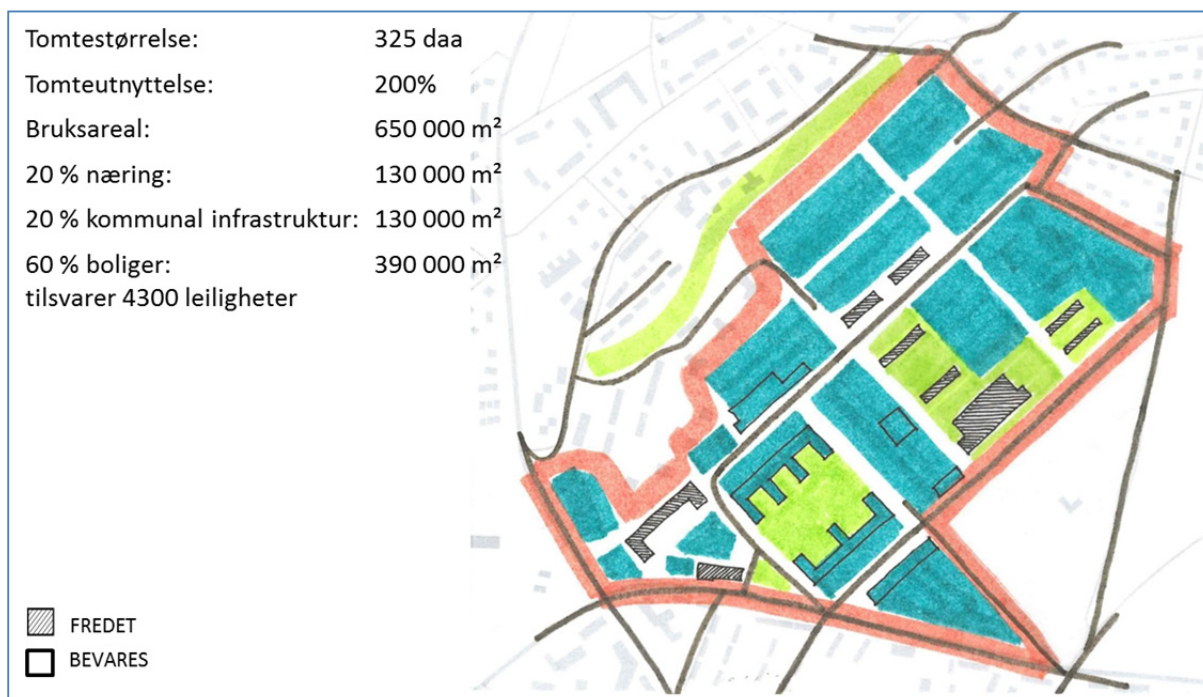 Tomtestørrelse: 325 daa
Tomteutnyttelse: 200%
Bruksareal: 650 000 m²
20 % næring: 130 000 m²
20 % kommunal infrastruktur: 130 000 m²
60 % boliger: 390 000 m²
tilsvarer 4300 leiligheter
FREDET
BEVARES